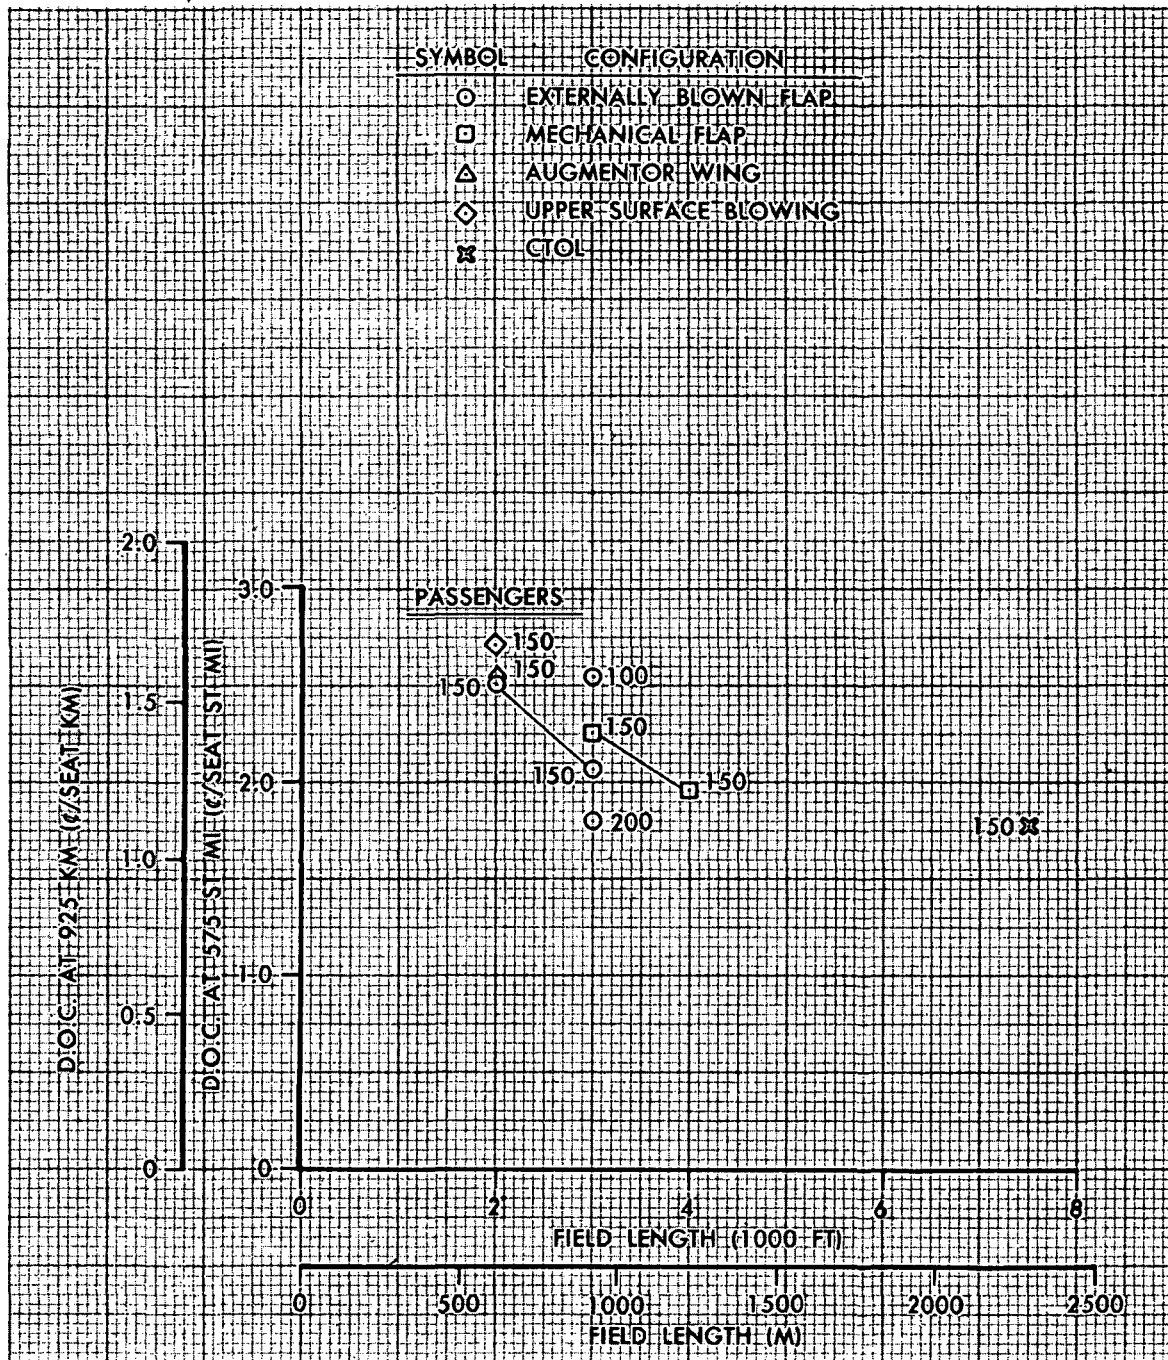 SYMBOL CONFIGURATION
EXTERNALLY BLOWN FLAP
MECHANICAL FLAP
AUGMENTOR WING
UPPER SURFACE BLOWING
CTOL
2.0
3.0
PASSENGERS
150
150
100
150
1.5
150
150
2.0
150
200
150
1.0
1.0
0.5
0
0
D.O.C. AT 925 KM (¢/SEAT KM)
D.O.C. AT 575 ST MI (¢/SEAT ST MI)
0 2 4 6 8
FIELD LENGTH (1000 FT)
0 500 1000 1500 2000 2500
FIELD LENGTH (M)